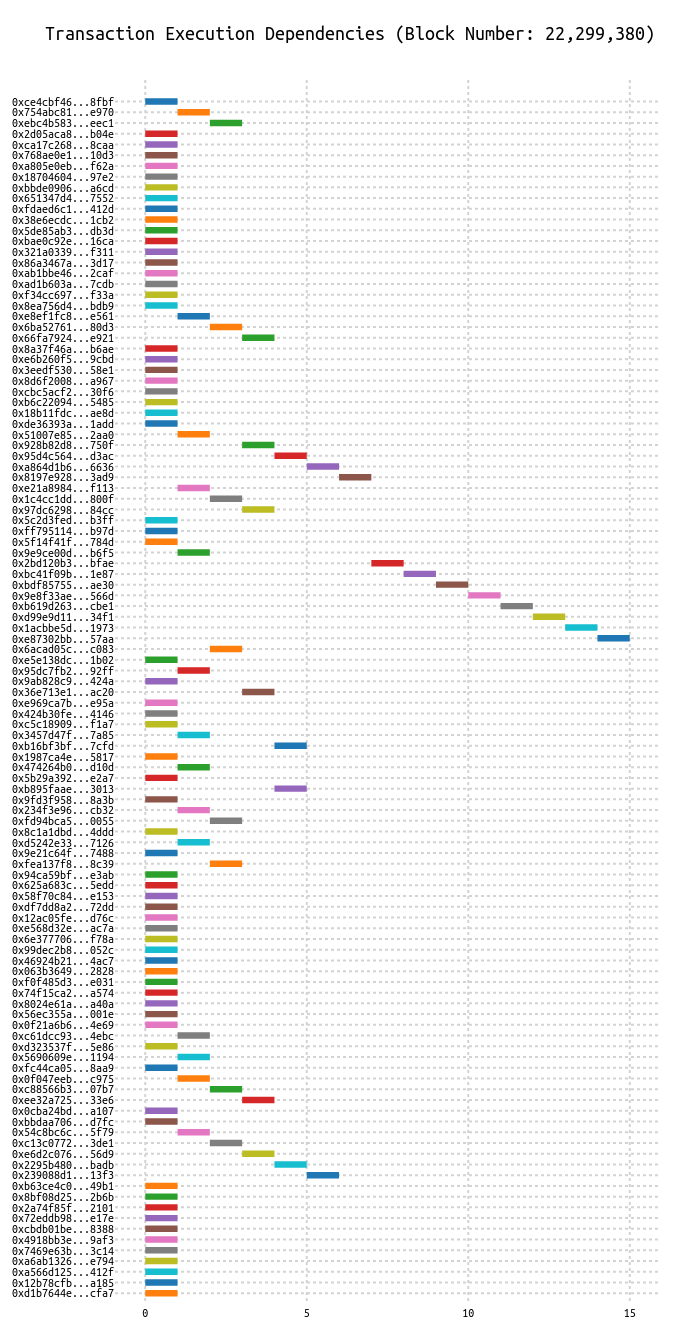 Transaction Execution Dependencies (Block Number: 22,299,380)
0xce4cbf46...8fbf
0x754abc81...e970
0xebc4b583...eec1
0x2d05aca8...b04e
0xca17c268...8caa
0x768ae0e1...10d3
0xa805e0eb...f62a
0x18704604...97e2
0xbbde0906...a6cd
0x651347d4...7552
0xfdaed6c1...412d
0x38e6ecdc...1cb2
0x5de85ab3...db3d
0xbae0c92e...16ca
0x321a0339...f311
0x86a3467a...3d17
0xab1bbe46...2caf
0xad1b603a...7cdb
0xf34cc697...f33a
0x8ea756d4...bdb9
0xe8ef1fc8...e561
0x6ba52761...80d3
0x66fa7924...e921
0x8a37f46a...b6ae
0xe6b260f5...9cbd
0x3eedf530...58e1
0x8d6f2008...a967
0xcbc5acf2...30f6
0xb6c22094...5485
0x18b11fdc...ae8d
0xde36393a...1add
0x51007e85...2aa0
0x928b82d8...750f
0x95d4c564...d3ac
0xa864d1b6...6636
0x8197e928...3ad9
0xe21a8984...f113
0x1c4cc1dd...800f
0x97dc6298...84cc
0x5c2d3fed...b3ff
0xff795114...b97d
0x5f14f41f...784d
0x9e9ce00d...b6f5
0x2bd120b3...bfae
0xbc41f09b...1e87
0xbdf85755...ae30
0x9e8f33ae...566d
0xb619d263...cbe1
0xd99e9d11...34f1
0x1acbbe5d...1973
0xe87302bb...57aa
0x6acad05c...c083
0xe5e138dc...1b02
0x95dc7fb2...92ff
0x9ab828c9...424a
0x36e713e1...ac20
0xe969ca7b...e95a
0x424b30fe...4146
0xc5c18909...f1a7
0x3457d47f...7a85
0xb16bf3bf...7cfd
0x1987ca4e...5817
0x474264b0...d10d
0x5b29a392...e2a7
0xb895faae...3013
0x9fd3f958...8a3b
0x234f3e96...cb32
0xfd94bca5...0055
0x8c1a1dbd...4ddd
0xd5242e33...7126
0x9e21c64f...7488
0xfea137f8...8c39
0x94ca59bf...e3ab
0x625a683c...5edd
0x58f70c84...e153
0xdf7dd8a2...72dd
0x12ac05fe...d76c
0xe568d32e...ac7a
0x6e377706...f78a
0x99dec2b8...052c
0x46924b21...4ac7
0x063b3649...2828
0xf0f485d3...e031
0x74f15ca2...a574
0x8024e61a...a40a
0x56ec355a...001e
0x0f21a6b6...4e69
0xc61dcc93...4ebc
0xd323537f...5e86
0x5690609e...1194
0xfc44ca05...8aa9
0x0f047eeb...c975
0xc88566b3...07b7
0xee32a725...33e6
0x0cba24bd...a107
0xbbdaa706...d7fc
0x54c8bc6c...5f79
0xc13c0772...3de1
0xe6d2c076...56d9
0x2295b480...badb
0x239088d1...13f3
0xb63ce4c0...49b1
0x8bf08d25...2b6b
0x2a74f85f...2101
0x72eddb98...e17e
0xcbdb01be...8388
0x4918bb3e...9af3
0x7469e63b...3c14
0xa6ab1326...e794
0xa566d125...412f
0x12b78cfb...a185
0xd1b7644e...cfa7
0 5 10 15